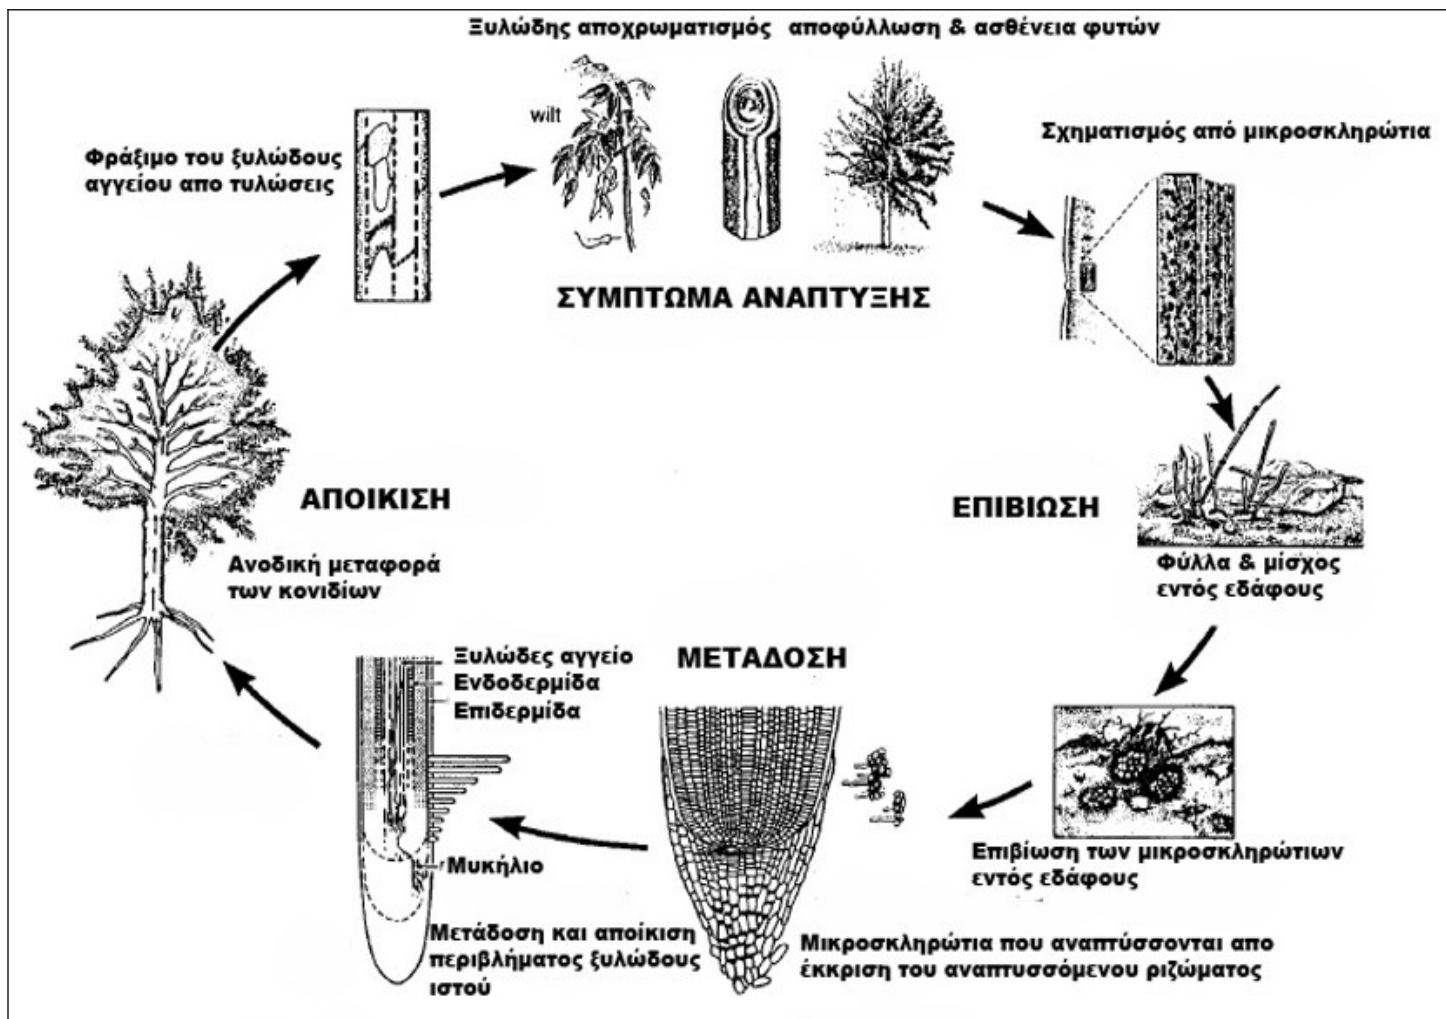 Ξυλώδης αποχρωματισμός αποφύλλωση & ασθένεια φυτών
wilt
Σχηματισμός από μικροσκληρώτια
Φράξιμο του ξυλώδους
αγγείου απο τυλώσεις
ΣΥΜΠΤΩΜΑ ΑΝΑΠΤΥΞΗΣ
ΑΠΟΙΚΙΣΗ
ΕΠΙΒΙΩΣΗ
Ανοδική μεταφορά
των κονιδίων
Φύλλα & μίσχος
εντός εδάφους
Ξυλώδες αγγείο
Ενδοδερμίδα
Επιδερμίδα
ΜΕΤΑΔΟΣΗ
Μυκήλιο
Επιβίωση των μικροσκληρώτιων
εντός εδάφους
Μετάδοση και αποίκιση
περιβλήματος ξυλώδους
ιστού
Μικροσκληρώτια που αναπτύσσονται απο
έκκριση του αναπτυσσόμενου ριζώματος